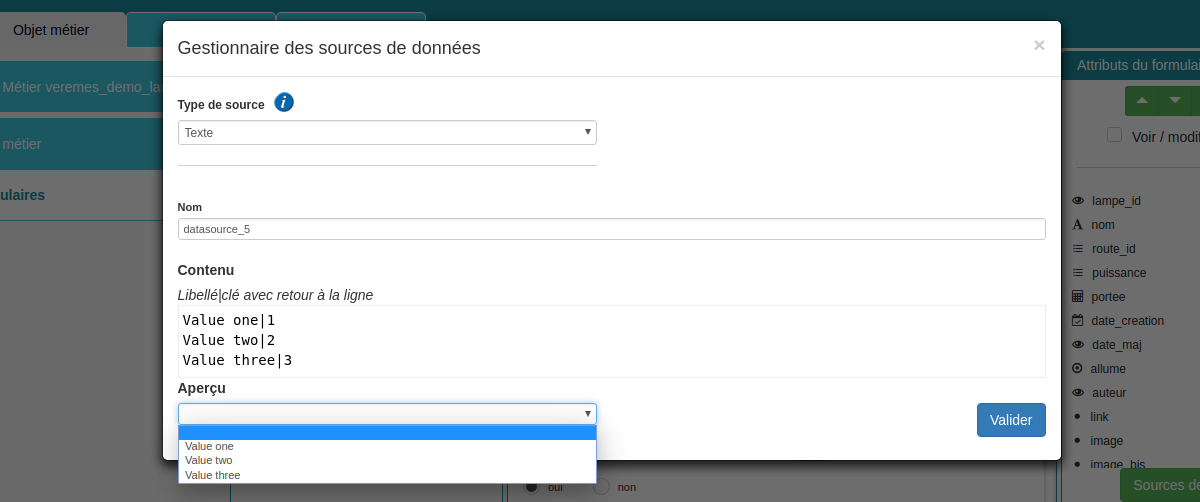 Objet métier
Gestionnaire des sources de données
×
Métier veremes_demo_la
métier
ulaires
Type de source
Texte
Nom
datasource_5
Contenu
Libellé|clé avec retour à la ligne
Value one|1
Value two|2
Value three|3
Aperçu
Value one
Value two
Value three
Valider
oui
non
Attributs du formulai
Voir / modif
lampe_id
nom
route_id
puissance
portee
date_creation
date_maj
allume
auteur
link
image
image_bis
Sources de